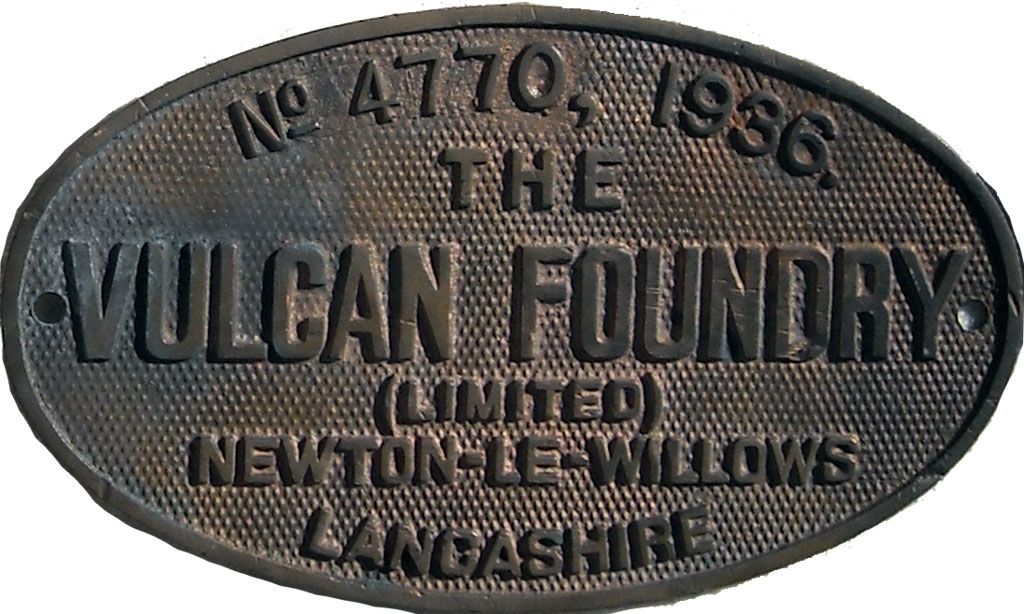 Nº 4770, 1936.
THE
VULCAN FOUNDRY
(LIMITED)
NEWTON-LE-WILLOWS
LANCASHIRE